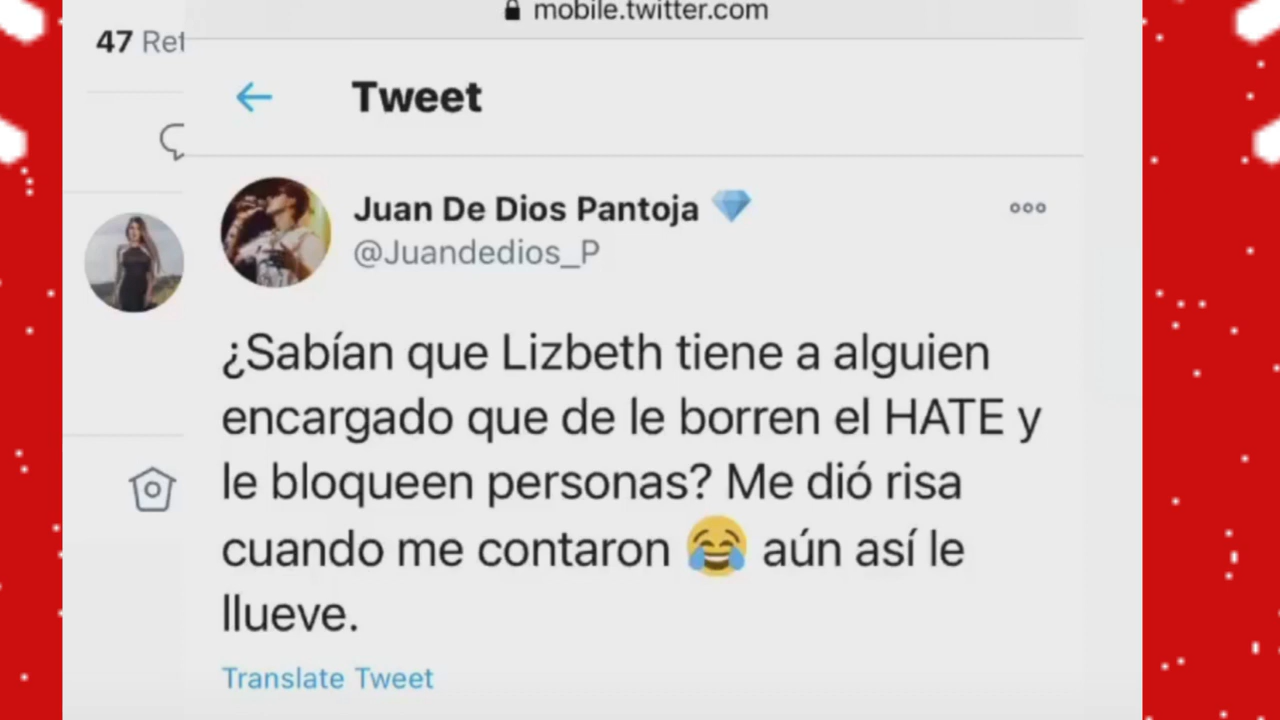 mobile.twitter.com
47 Ret
Tweet
Juan De Dios Pantoja
@Juandedios_P
¿Sabían que Lizbeth tiene a alguien
encargado que de le borren el HATE y
le bloqueen personas? Me dió risa
cuando me contaron 😂 aún así le
llueve.
Translate Tweet